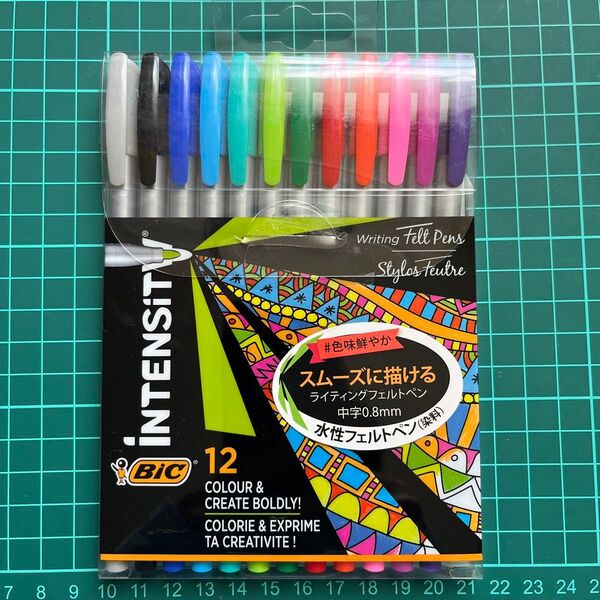 Writing Felt Pens
Stylos Feutre
INTENSiTY®
#色味鮮やか
スムーズに描ける
ライティングフェルトペン
中字0.8mm
水性フェルトペン(染料)
BiC®
12
COLOUR &
CREATE BOLDLY!
COLORIE & EXPRIME
TA CREATIVITE !
7 8 9 10 11 12 13 14 15 16 17 18 19 20 21 22 23 24 25